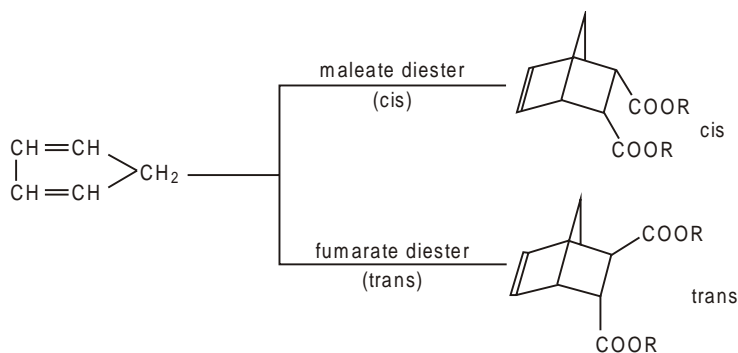 maleate diester
(cis)
COOR
COOR
cis
CH=CH
CH2
CH=CH
fumarate diester
(trans)
COOR
trans
COOR